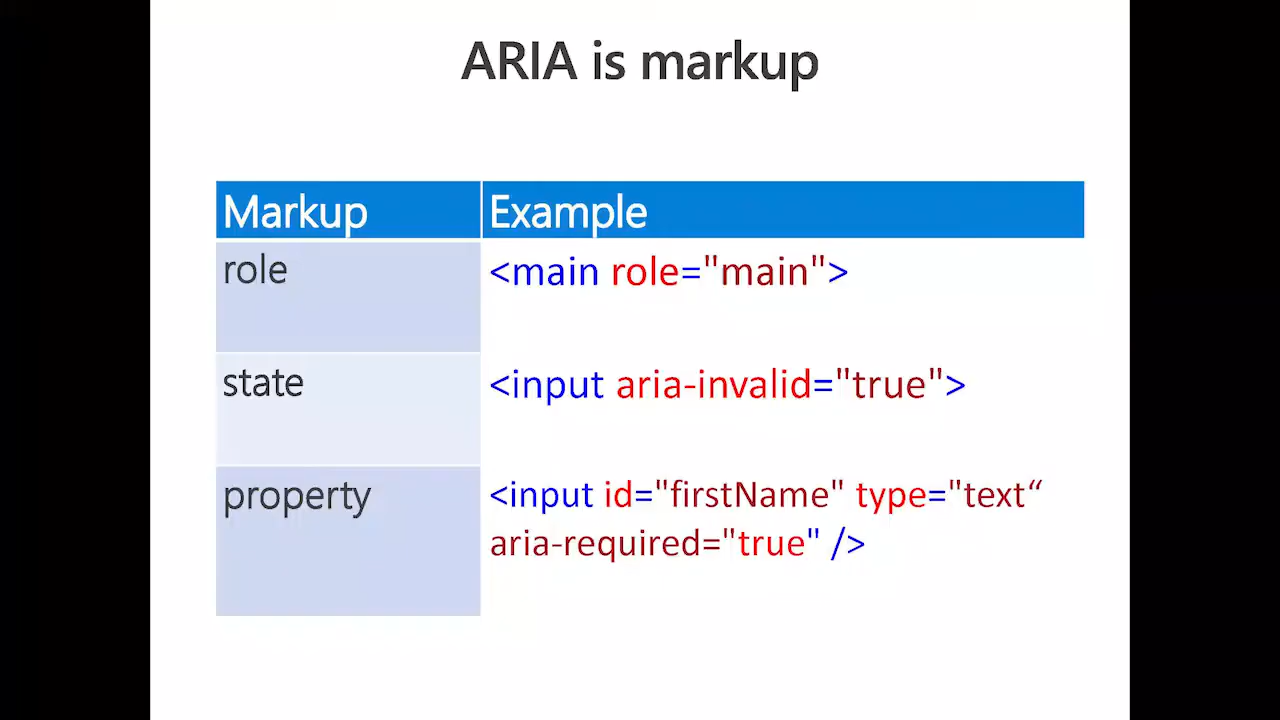 ARIA is markup
Markup Example
role <main role="main">
state <input aria-invalid="true">
property <input id="firstName" type="text“
aria-required="true" />